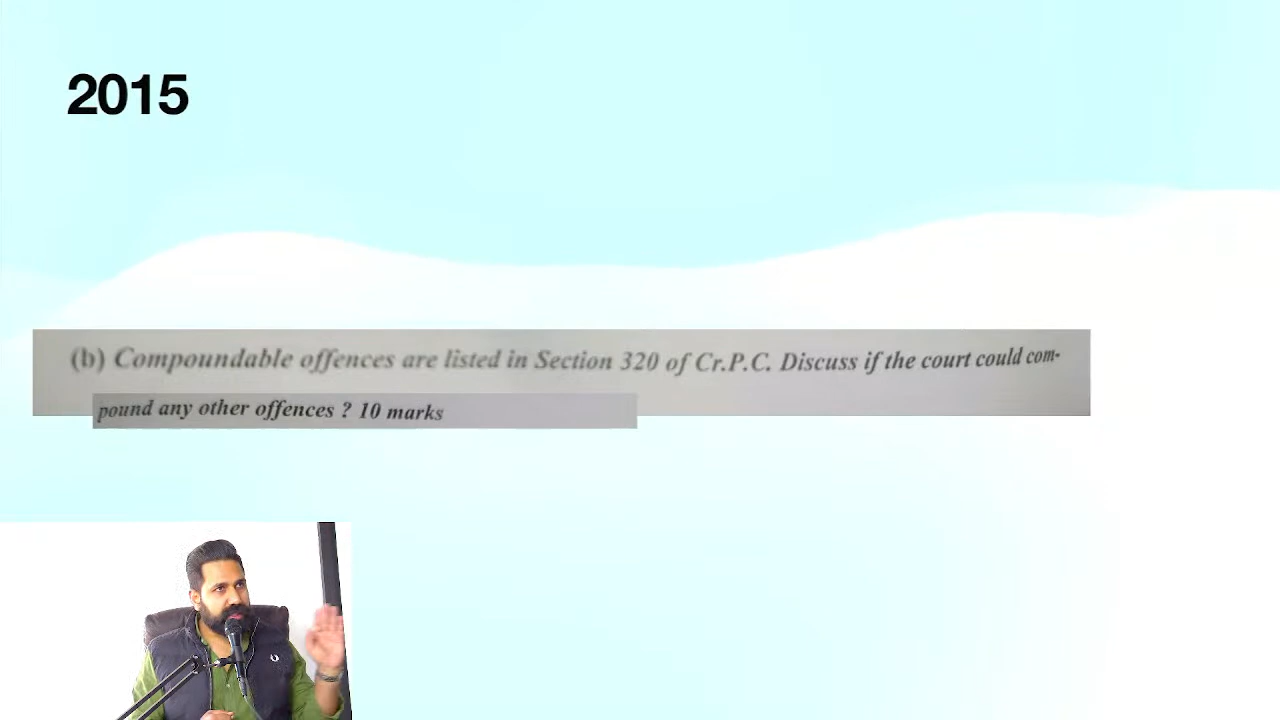 2015
(b) Compoundable offences are listed in Section 320 of Cr.P.C. Discuss if the court could com-
pound any other offences ? 10 marks